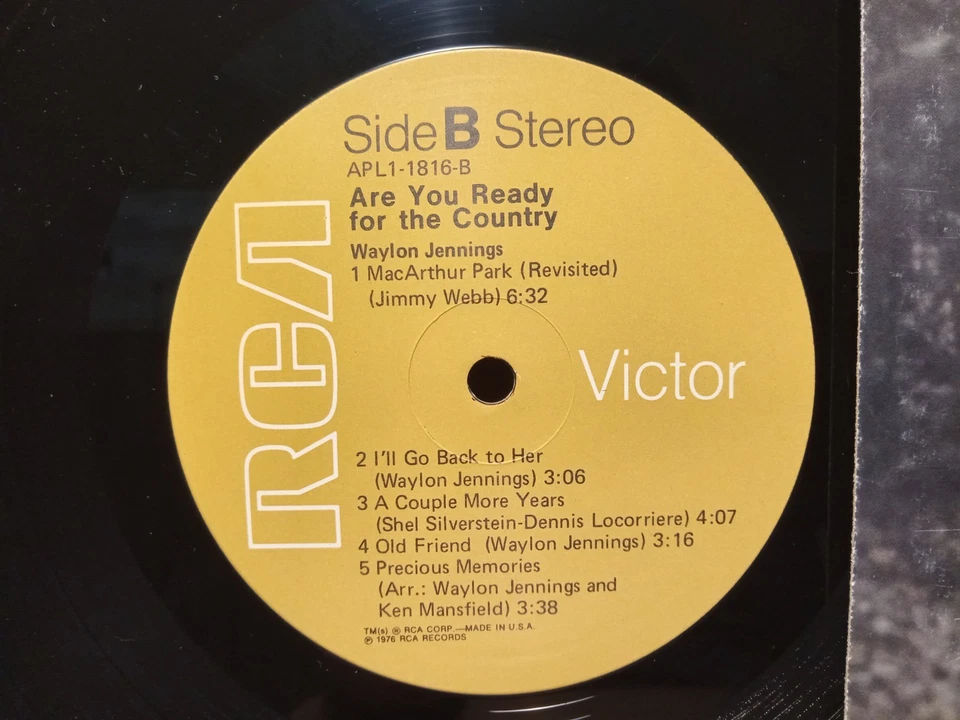 Side B Stereo
APL1-1816-B
Are You Ready
for the Country
Waylon Jennings
1 MacArthur Park (Revisited)
(Jimmy Webb) 6:32
RCA
Victor
2 I'll Go Back to Her
(Waylon Jennings) 3:06
3 A Couple More Years
(Shel Silverstein-Dennis Locorriere) 4:07
4 Old Friend (Waylon Jennings) 3:16
5 Precious Memories
(Arr.: Waylon Jennings and
Ken Mansfield) 3:38
TM(s) ® RCA CORP.—MADE IN U.S.A.
℗ 1976 RCA RECORDS